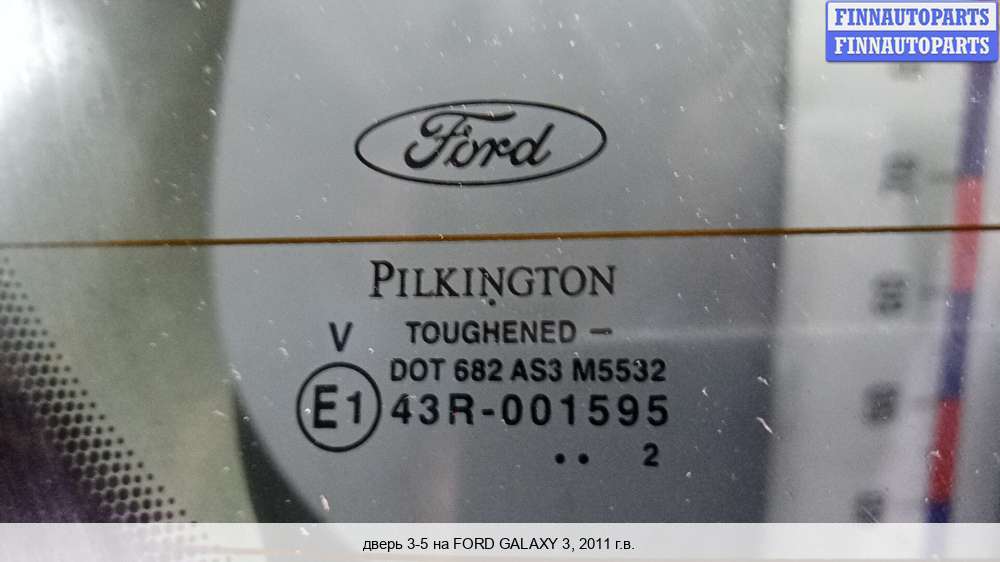 FINNAUTOPARTS
FINNAUTOPARTS
Ford
PILKINGTON
V TOUGHENED –
DOT 682 AS3 M5532
E1 43R-001595
•• 2
дверь 3-5 на FORD GALAXY 3, 2011 г.в.